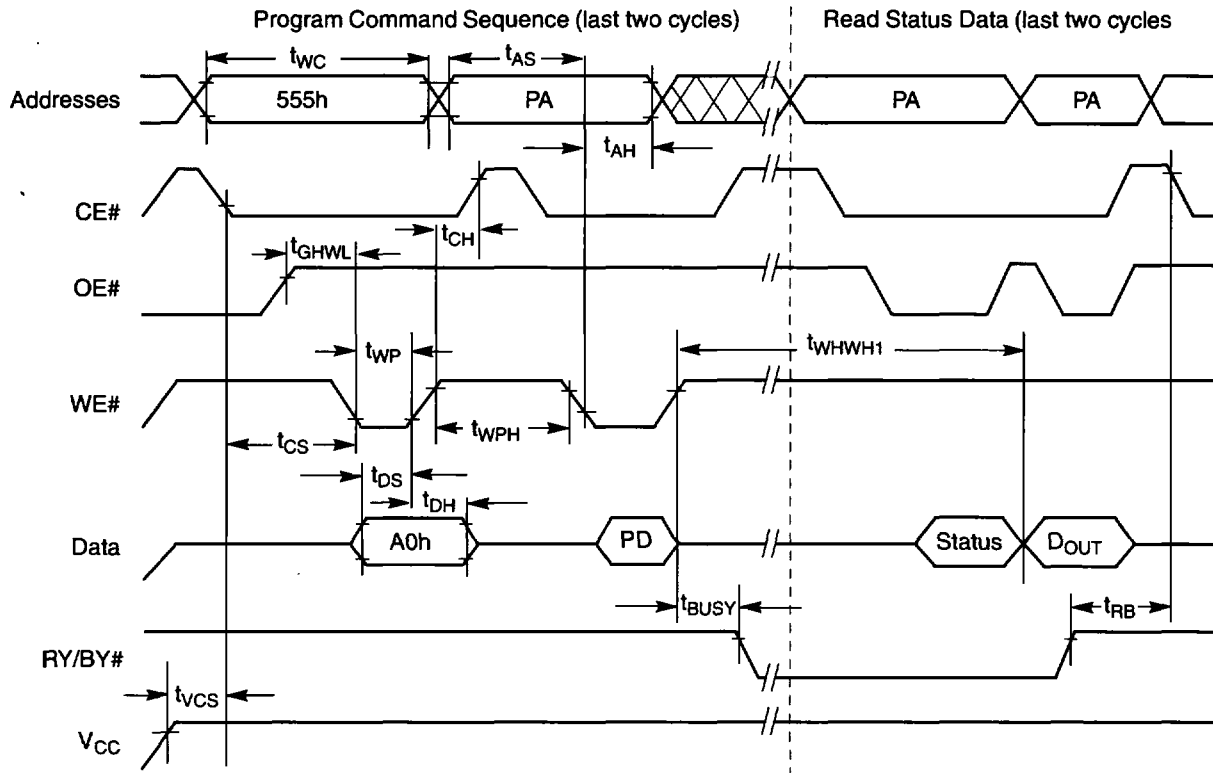 Program Command Sequence (last two cycles) Read Status Data (last two cycles
tWC tAS
Addresses 555h PA PA PA
tAH
CE#
tCH
tGHWL
OE#
tWP tWHWH1
WE#
tWPH
tCS
tDS
tDH
Data A0h PD Status DOUT
tBUSY tRB
RY/BY#
tVCS
VCC